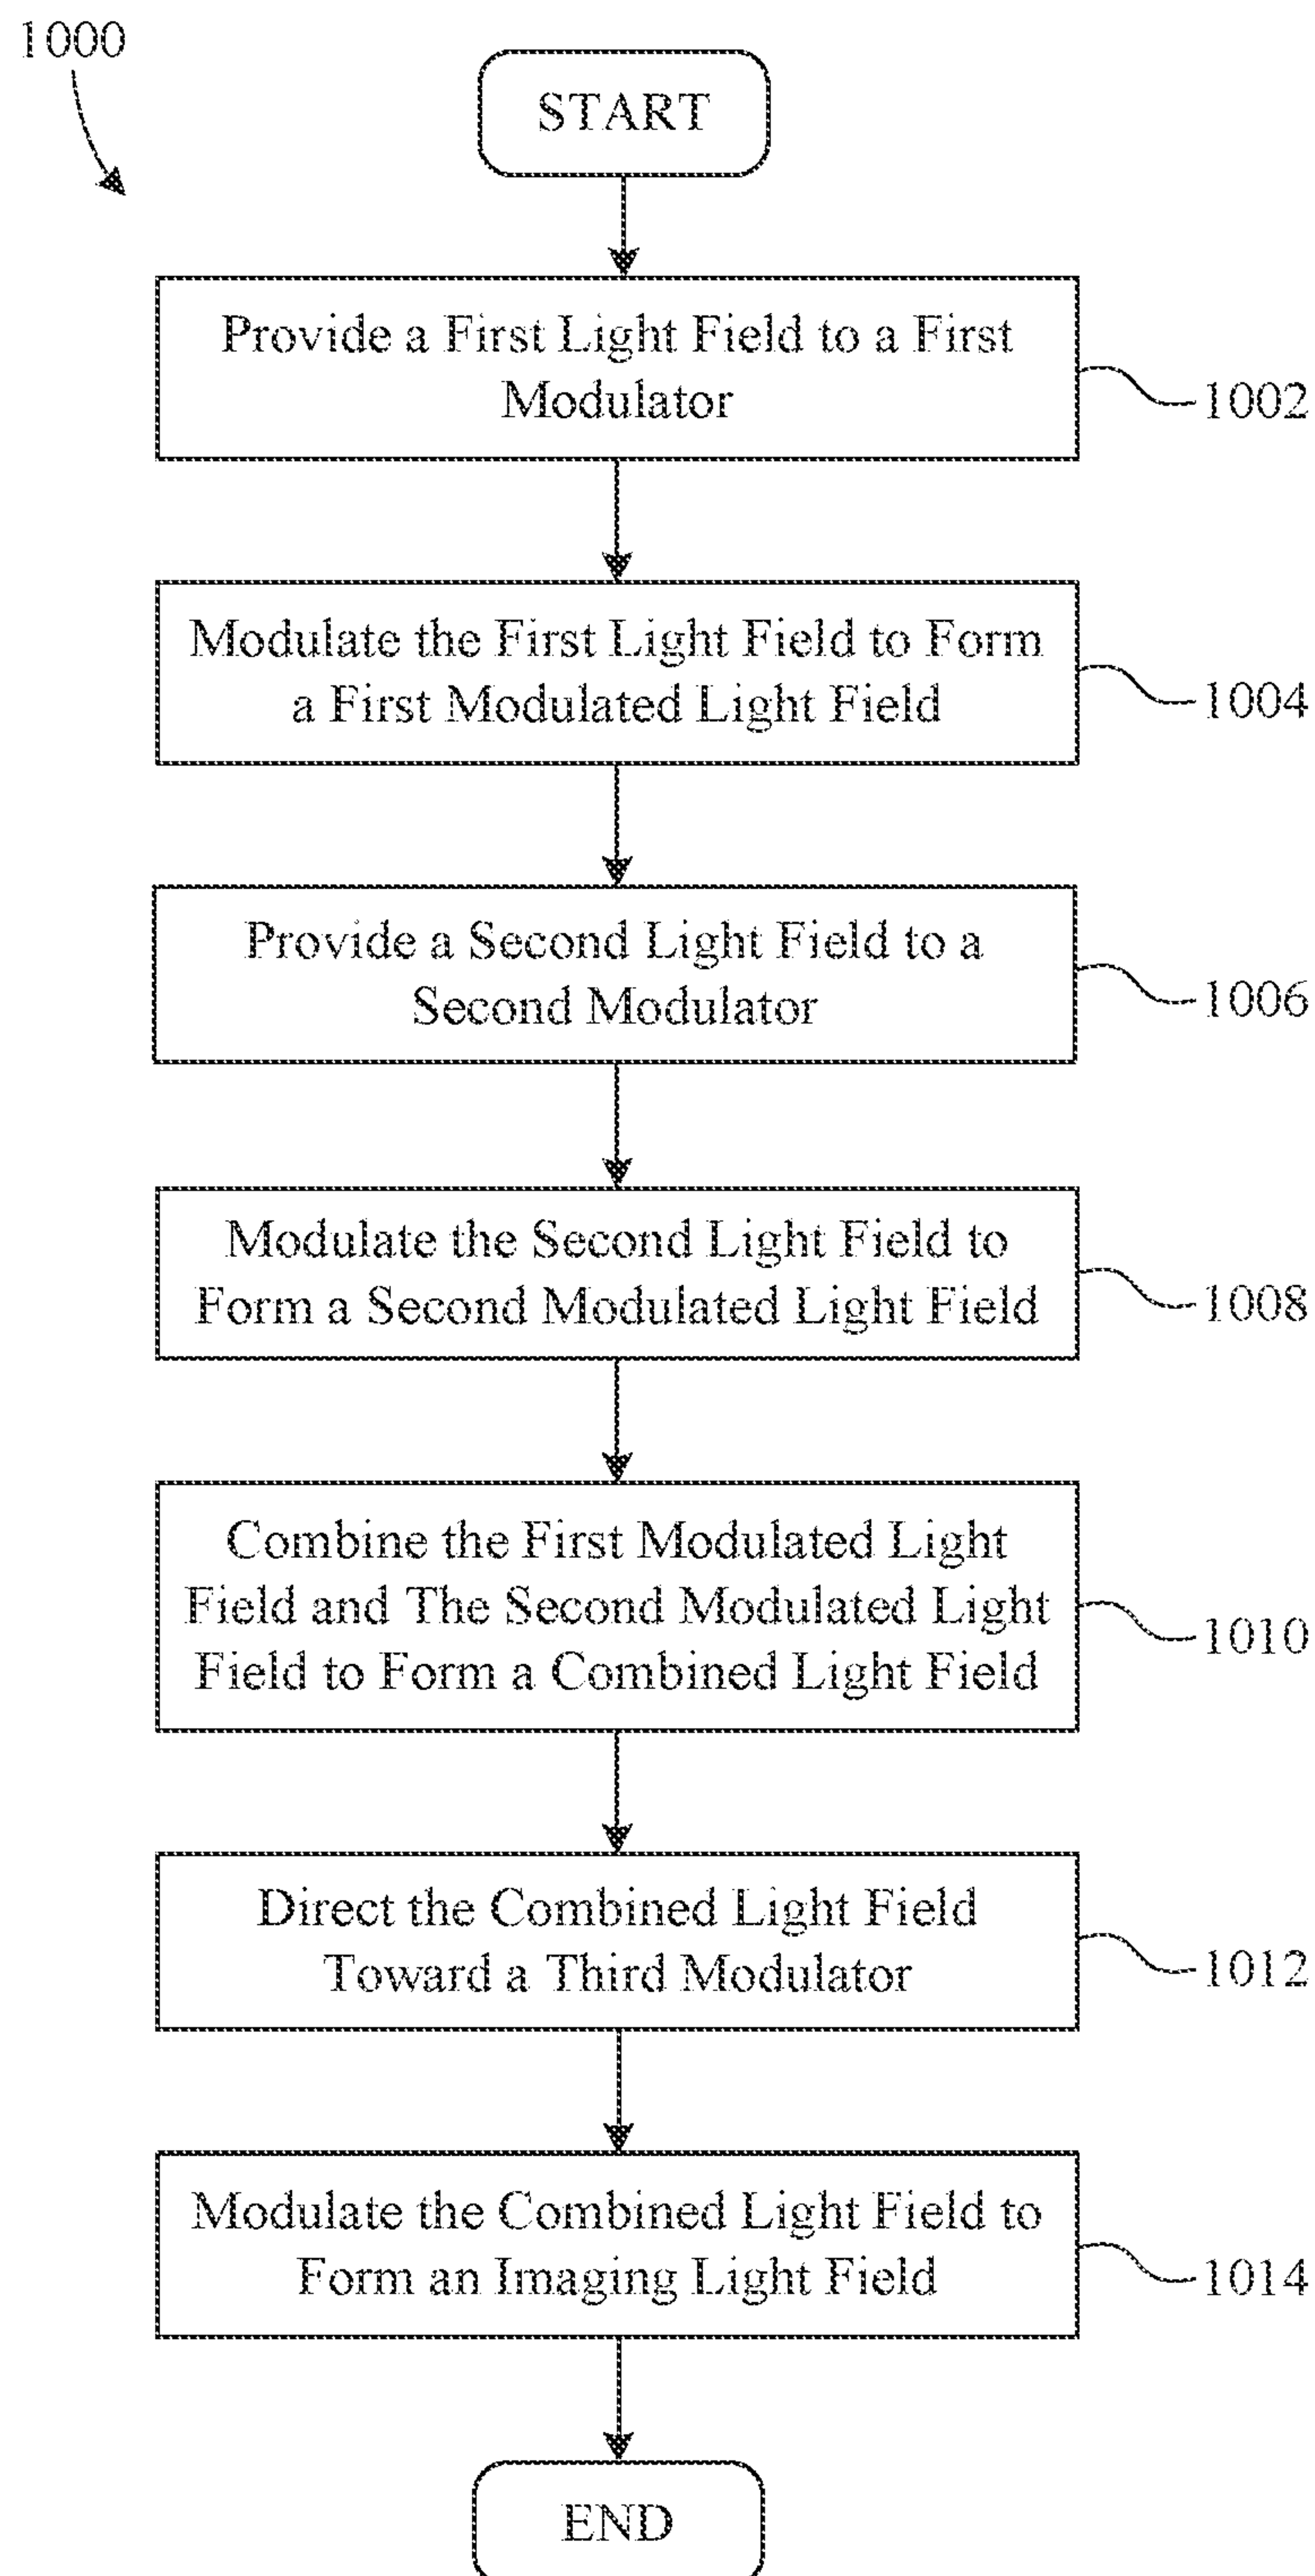 1000
START
Provide a First Light Field to a First
Modulator
1002
Modulate the First Light Field to Form
a First Modulated Light Field
1004
Provide a Second Light Field to a
Second Modulator
1006
Modulate the Second Light Field to
Form a Second Modulated Light Field
1008
Combine the First Modulated Light
Field and The Second Modulated Light
Field to Form a Combined Light Field
1010
Direct the Combined Light Field
Toward a Third Modulator
1012
Modulate the Combined Light Field to
Form an Imaging Light Field
1014
END